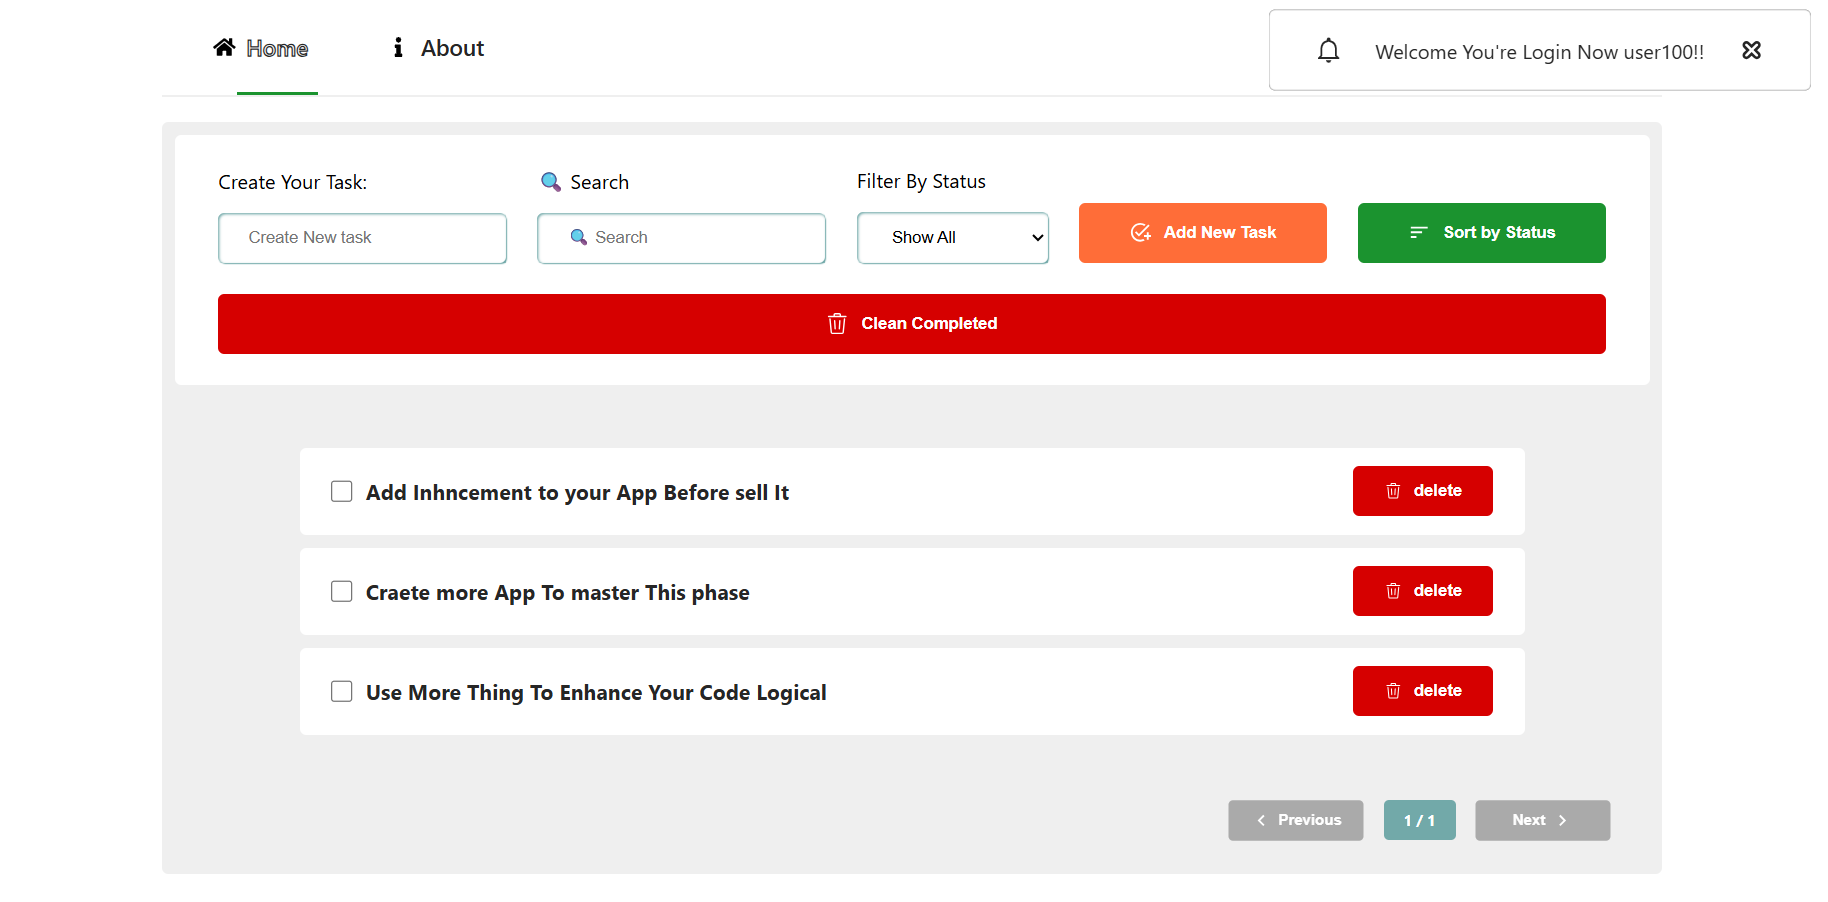 Home
About
Welcome You're Login Now user100!!
Create Your Task:
Search
Filter By Status
Create New task
Search
Show All
Add New Task
Sort by Status
Clean Completed
Add Inhncement to your App Before sell It
delete
Craete more App To master This phase
delete
Use More Thing To Enhance Your Code Logical
delete
Previous
1 / 1
Next